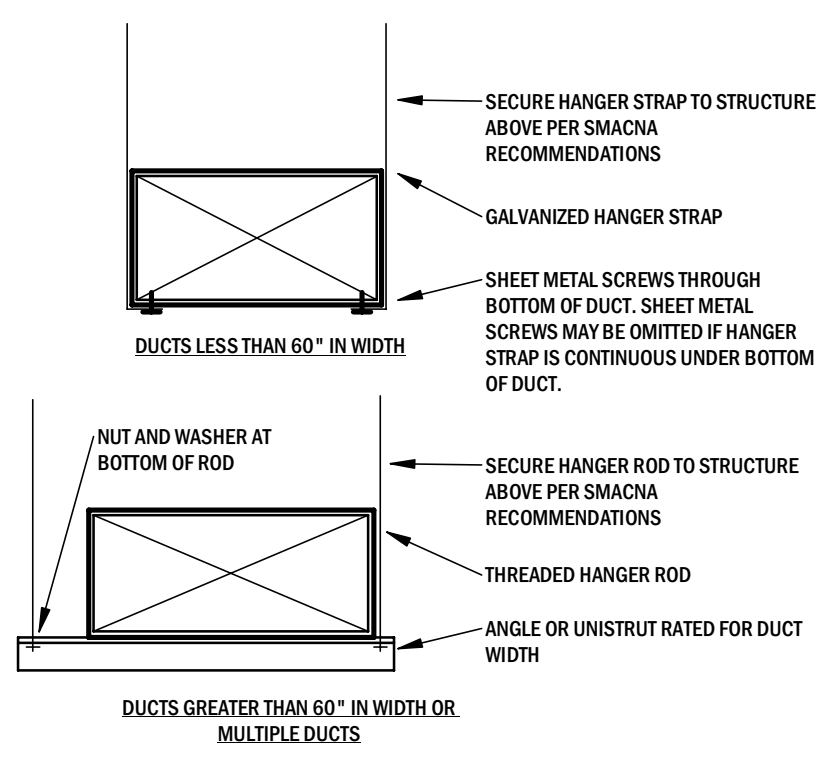 SECURE HANGER STRAP TO STRUCTURE
ABOVE PER SMACNA
RECOMMENDATIONS
GALVANIZED HANGER STRAP
SHEET METAL SCREWS THROUGH
BOTTOM OF DUCT. SHEET METAL
SCREWS MAY BE OMITTED IF HANGER
STRAP IS CONTINUOUS UNDER BOTTOM
OF DUCT.
DUCTS LESS THAN 60" IN WIDTH
NUT AND WASHER AT
BOTTOM OF ROD
SECURE HANGER ROD TO STRUCTURE
ABOVE PER SMACNA
RECOMMENDATIONS
THREADED HANGER ROD
ANGLE OR UNISTRUT RATED FOR DUCT
WIDTH
DUCTS GREATER THAN 60" IN WIDTH OR
MULTIPLE DUCTS